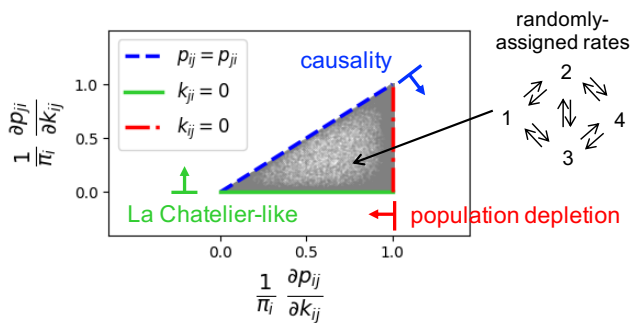 randomly-
assigned rates
p_ij = p_ji
k_ji = 0
k_ij = 0
causality
2
1
4
3
1/π_i ∂p_ji/∂k_ij
1.0
0.5
0.0
La Chatelier-like
population depletion
0.0
0.5
1.0
1/π_i ∂p_ij/∂k_ij